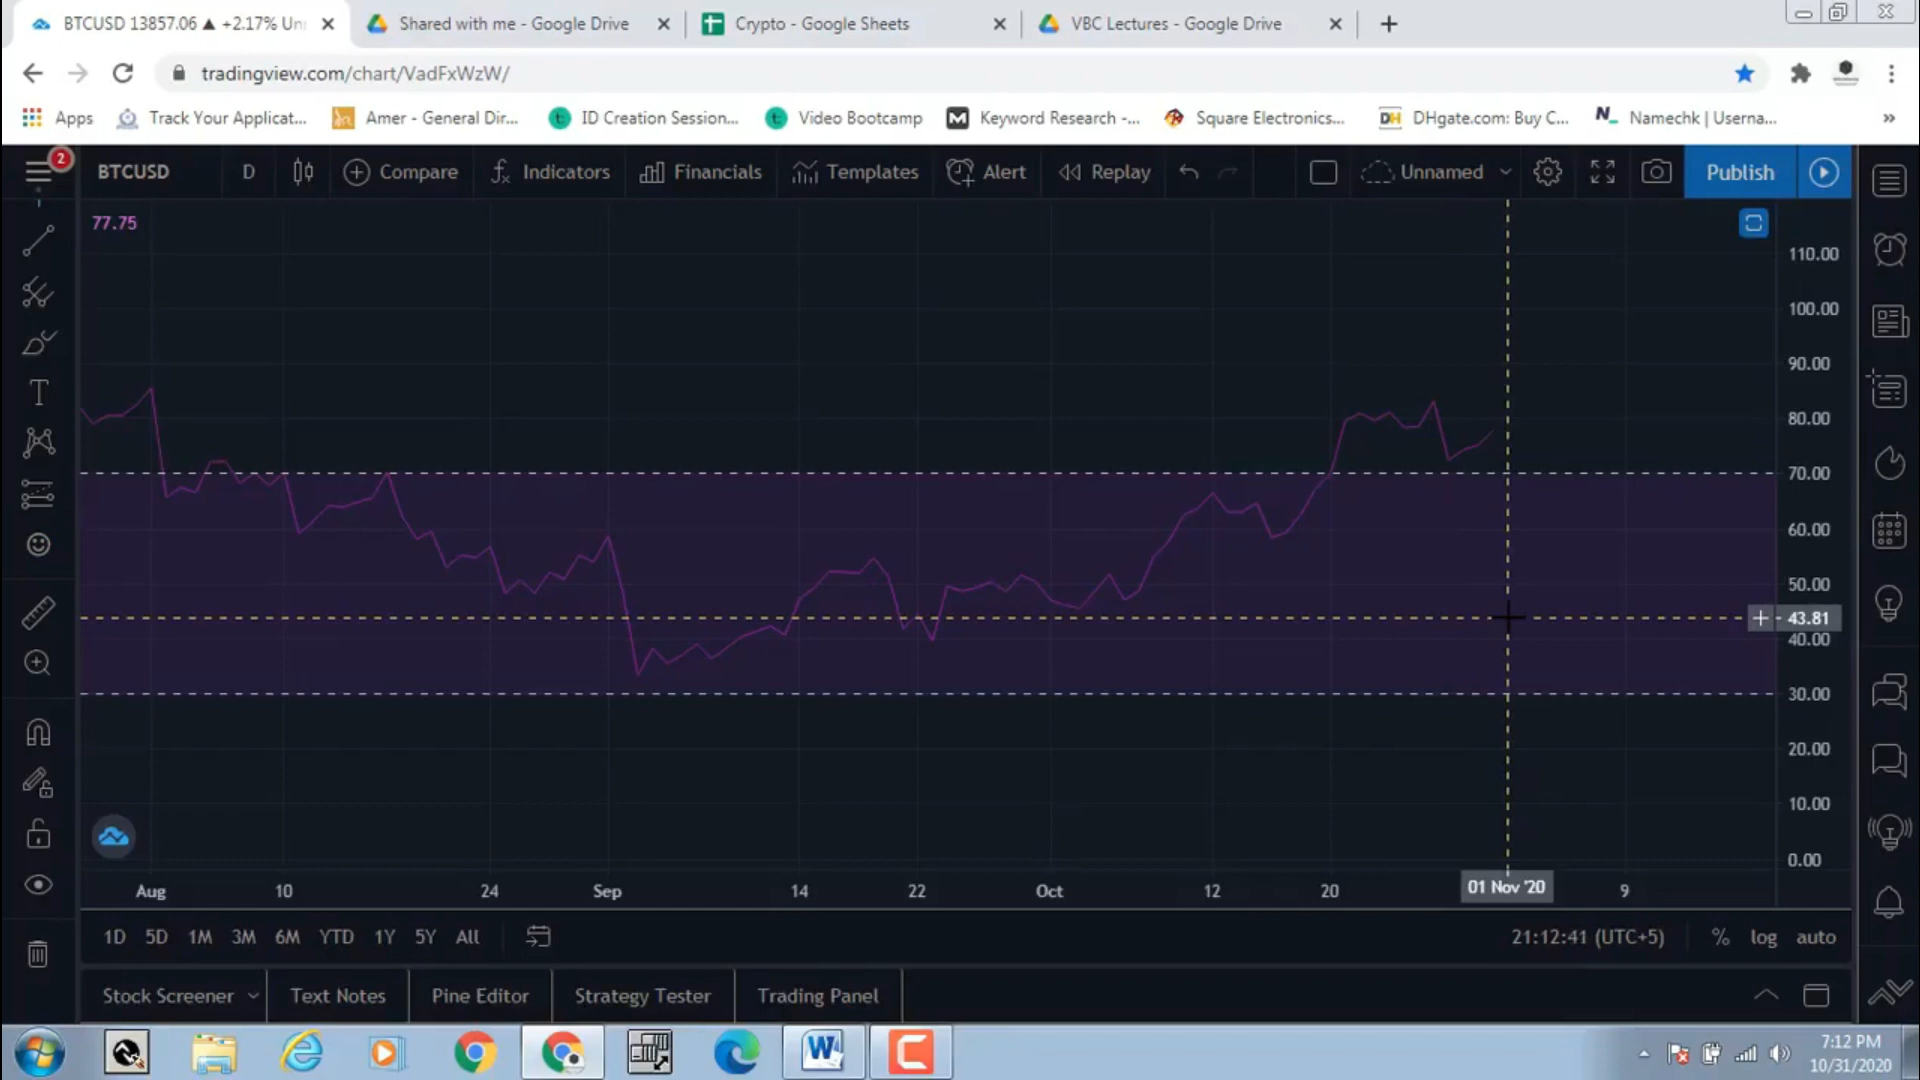 BTCUSD 13857.06 ▲ +2.17% Un
Shared with me - Google Drive
Crypto - Google Sheets
VBC Lectures - Google Drive
tradingview.com/chart/VadFxWzW/
Apps
Track Your Applicat...
Amer - General Dir...
ID Creation Session...
Video Bootcamp
Keyword Research -...
Square Electronics...
DHgate.com: Buy C...
Namechk | Userna...
2
BTCUSD
D
Compare
Indicators
Financials
Templates
Alert
Replay
Unnamed
Publish
77.75
110.00
100.00
90.00
80.00
70.00
60.00
50.00
43.81
40.00
30.00
20.00
10.00
0.00
Aug
10
24
Sep
14
22
Oct
12
20
01 Nov '20
9
1D
5D
1M
3M
6M
YTD
1Y
5Y
All
21:12:41 (UTC+5)
%
log
auto
Stock Screener
Text Notes
Pine Editor
Strategy Tester
Trading Panel
7:12 PM
10/31/2020